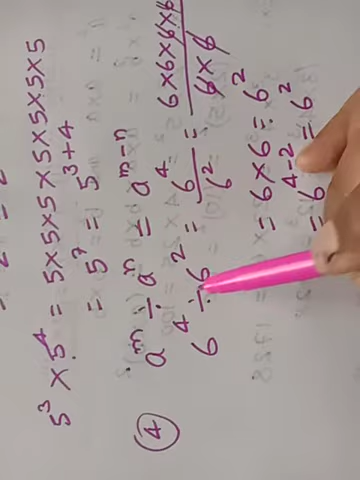 5³ × 5⁴ = 5×5×5×5×5×5×5
= 5⁷ = 5³⁺⁴
④ aᵐ ÷ aⁿ = aᵐ⁻ⁿ
6⁴ ÷ 6² = 6⁴/6² = 6×6×6×6/6×6
= 6×6 = 6²
= 6⁴⁻² = 6²